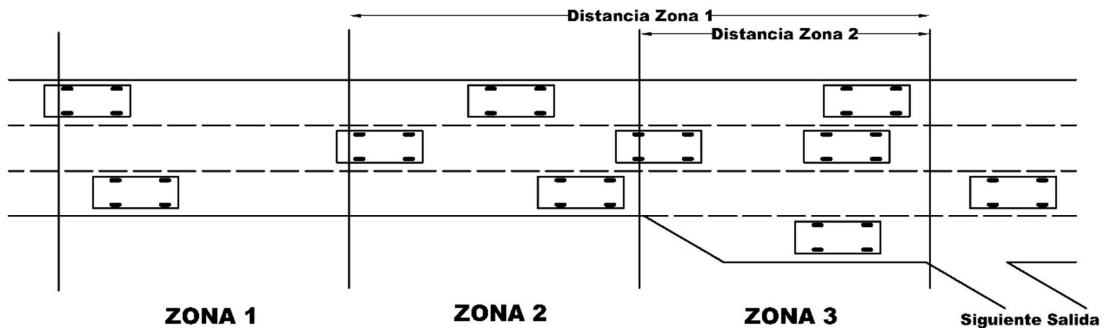 Distancia Zona 1
Distancia Zona 2
ZONA 1
ZONA 2
ZONA 3
Siguiente Salida